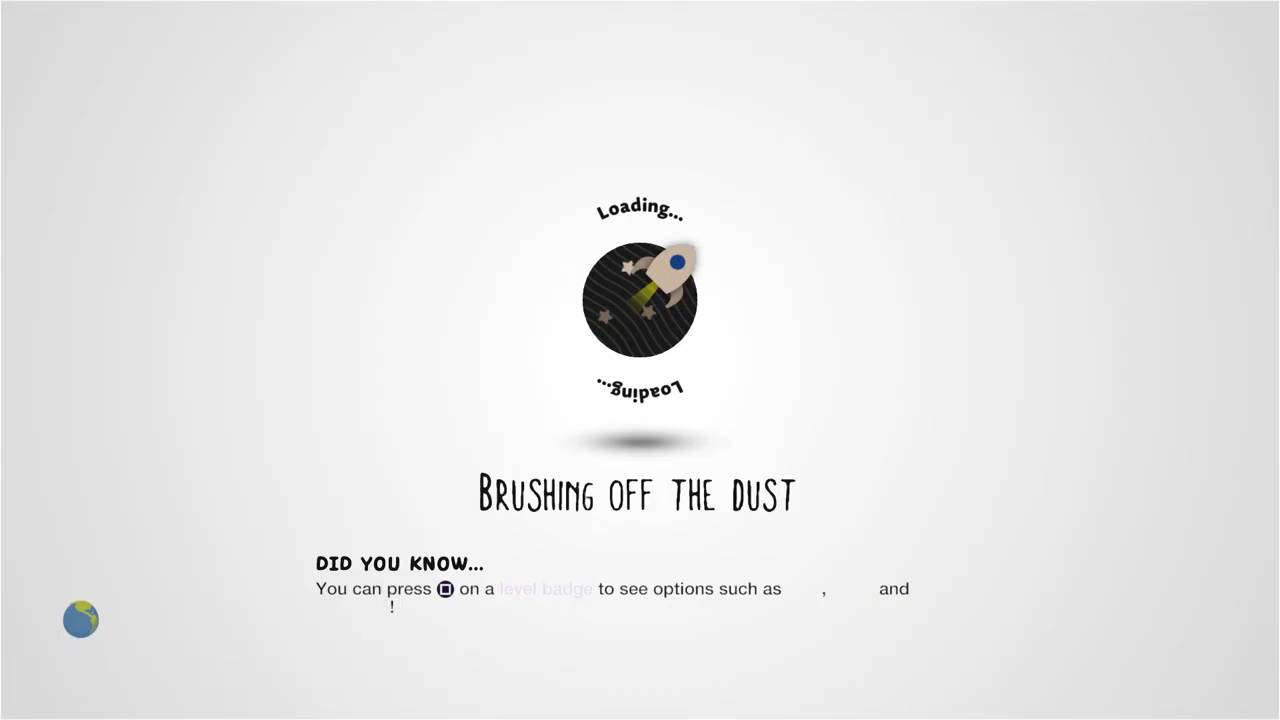 Loading...
Loading...
BRUSHING OFF THE DUST
DID YOU KNOW...
You can press on a level badge to see options such as , and
!